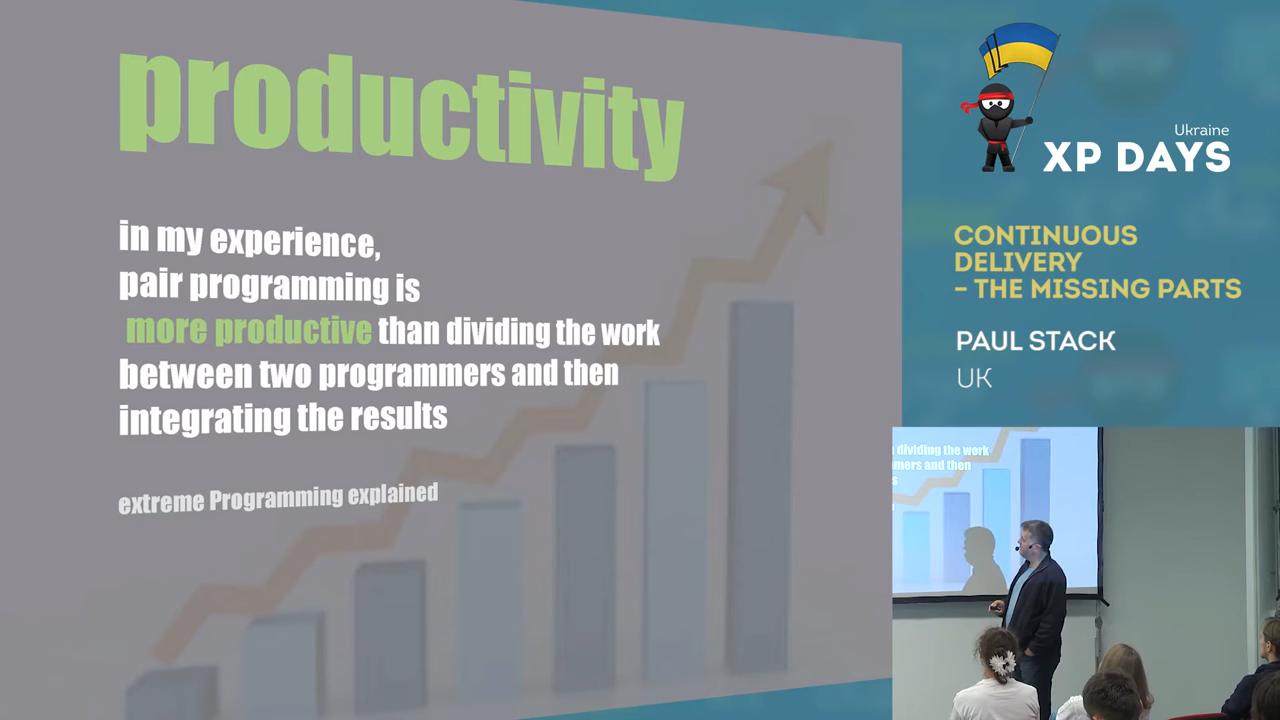 productivity
in my experience,
pair programming is
more productive than dividing the work
between two programmers and then
integrating the results
extreme Programming explained
Ukraine
XP DAYS
CONTINUOUS
DELIVERY
– THE MISSING PARTS
PAUL STACK
UK
dividing the work
mers and then
s